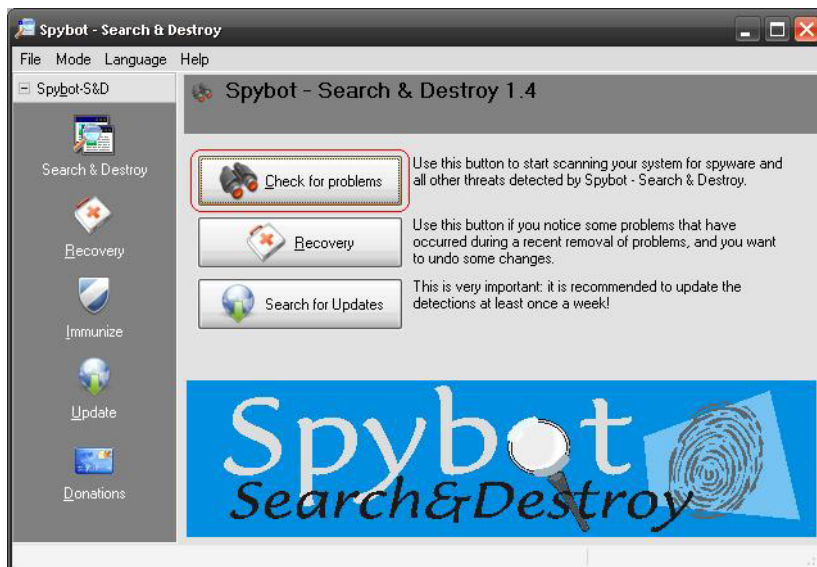 Spybot - Search & Destroy
File Mode Language Help
Spybot-S&D
Search & Destroy
Recovery
Immunize
Update
Donations
Spybot - Search & Destroy 1.4
Check for problems
Use this button to start scanning your system for spyware and
all other threats detected by Spybot - Search & Destroy.
Recovery
Use this button if you notice some problems that have
occurred during a recent removal of problems, and you want
to undo some changes.
Search for Updates
This is very important: it is recommended to update the
detections at least once a week!
Spybot
Search&Destroy